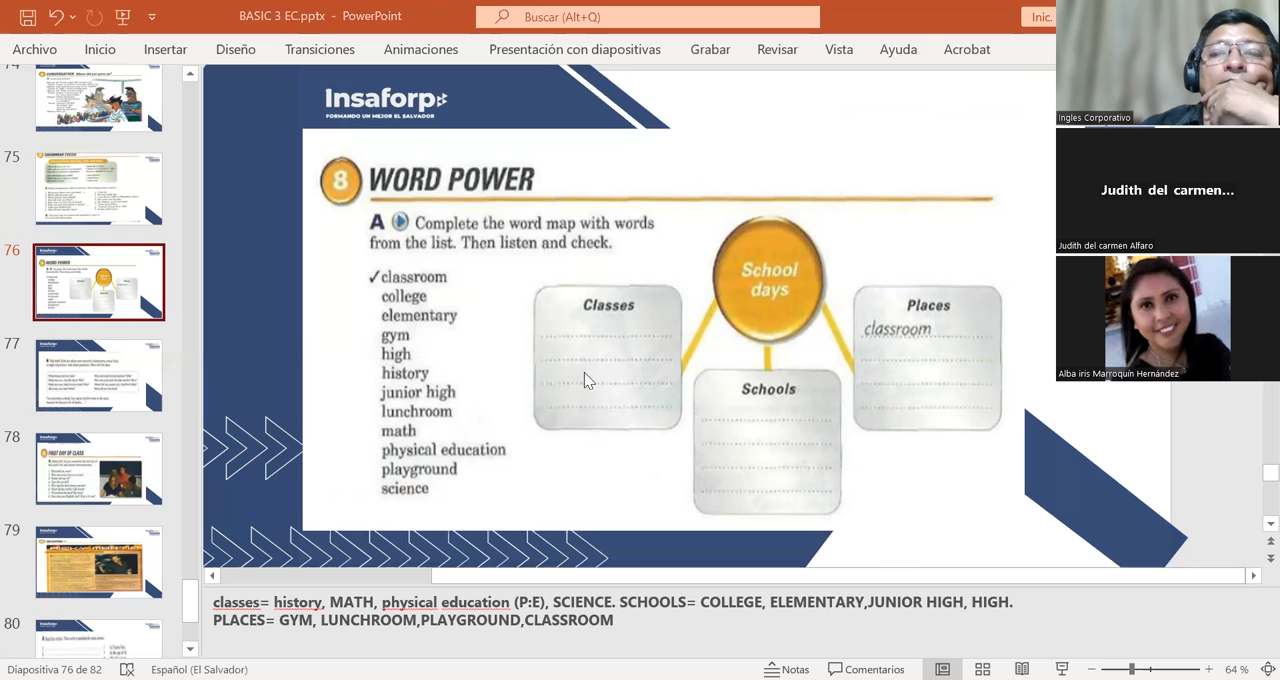 BASIC 3 EC.pptx - PowerPoint
Buscar (Alt+Q)
Inic.
Archivo Inicio Insertar Diseño Transiciones Animaciones Presentación con diapositivas Grabar Revisar Vista Ayuda Acrobat
74
75
76
77
78
79
80
FIRST DAY OF CLASS
Insaforp
FORMANDO UN MEJOR EL SALVADOR
8 WORD POWER
A Complete the word map with words
from the list. Then listen and check.
✓classroom
college
elementary
gym
high
history
junior high
lunchroom
math
physical education
playground
science
School
days
Classes
Schools
Places
classroom
Ingles Corporativo
Judith del carmen...
Judith del carmen Alfaro
Alba iris Marroquín Hernández
classes= history, MATH, physical education (P:E), SCIENCE. SCHOOLS= COLLEGE, ELEMENTARY,JUNIOR HIGH, HIGH.
PLACES= GYM, LUNCHROOM,PLAYGROUND,CLASSROOM
Diapositiva 76 de 82 Español (El Salvador) Notas Comentarios 64 %